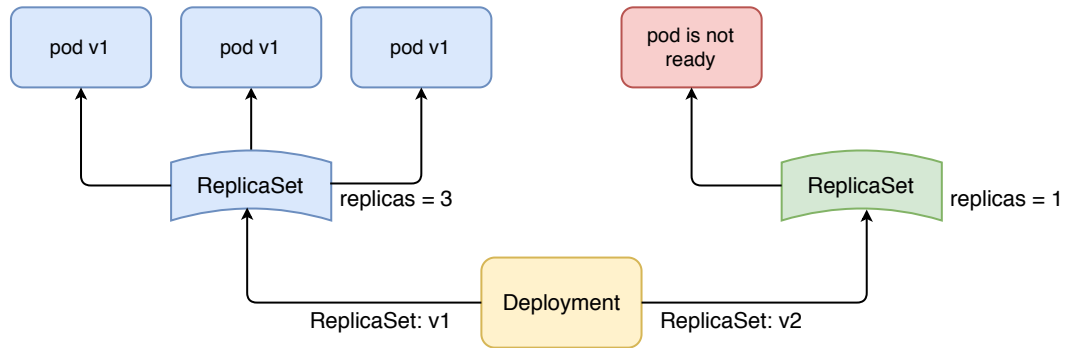 pod v1
pod v1
pod v1
pod is not
ready
ReplicaSet
replicas = 3
ReplicaSet
replicas = 1
Deployment
ReplicaSet: v1
ReplicaSet: v2